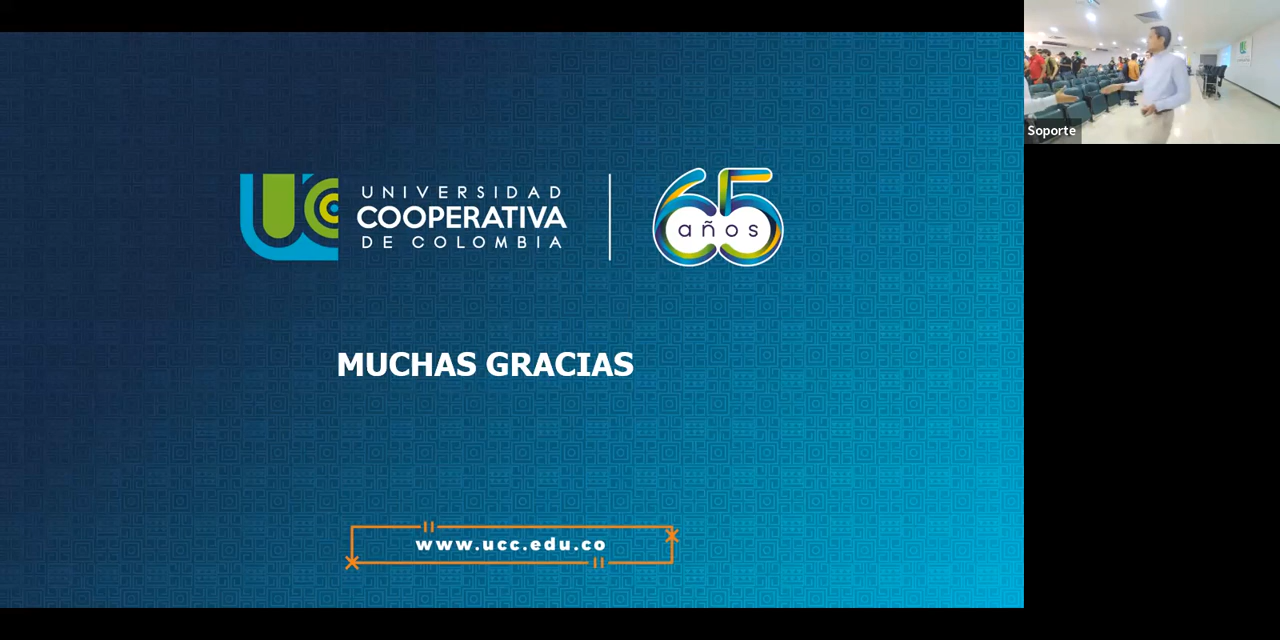 UNIVERSIDAD
COOPERATIVA
DE COLOMBIA
65
años
MUCHAS GRACIAS
www.ucc.edu.co
Soporte